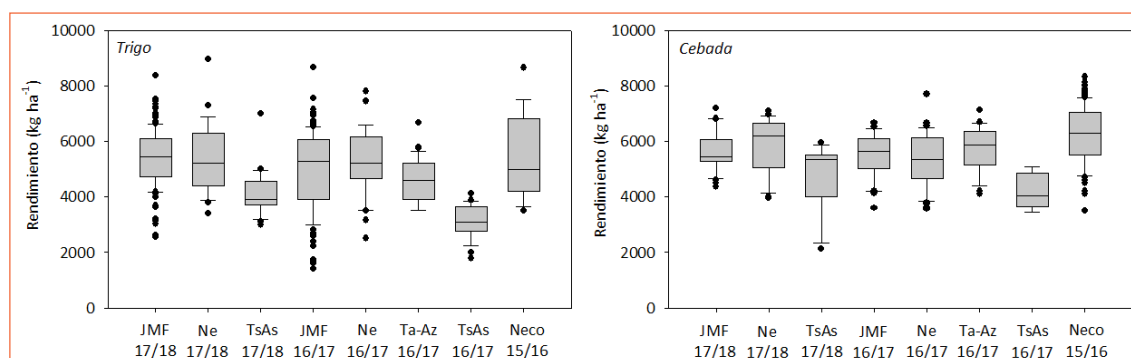 Trigo
Rendimiento (kg ha⁻¹)
10000
8000
6000
4000
2000
0
JMF Ne TsAs JMF Ne Ta-Az TsAs Neco
17/18 17/18 17/18 16/17 16/17 16/17 16/17 15/16
Cebada
Rendimiento (kg ha⁻¹)
10000
8000
6000
4000
2000
0
JMF Ne TsAs JMF Ne Ta-Az TsAs Neco
17/18 17/18 17/18 16/17 16/17 16/17 16/17 15/16